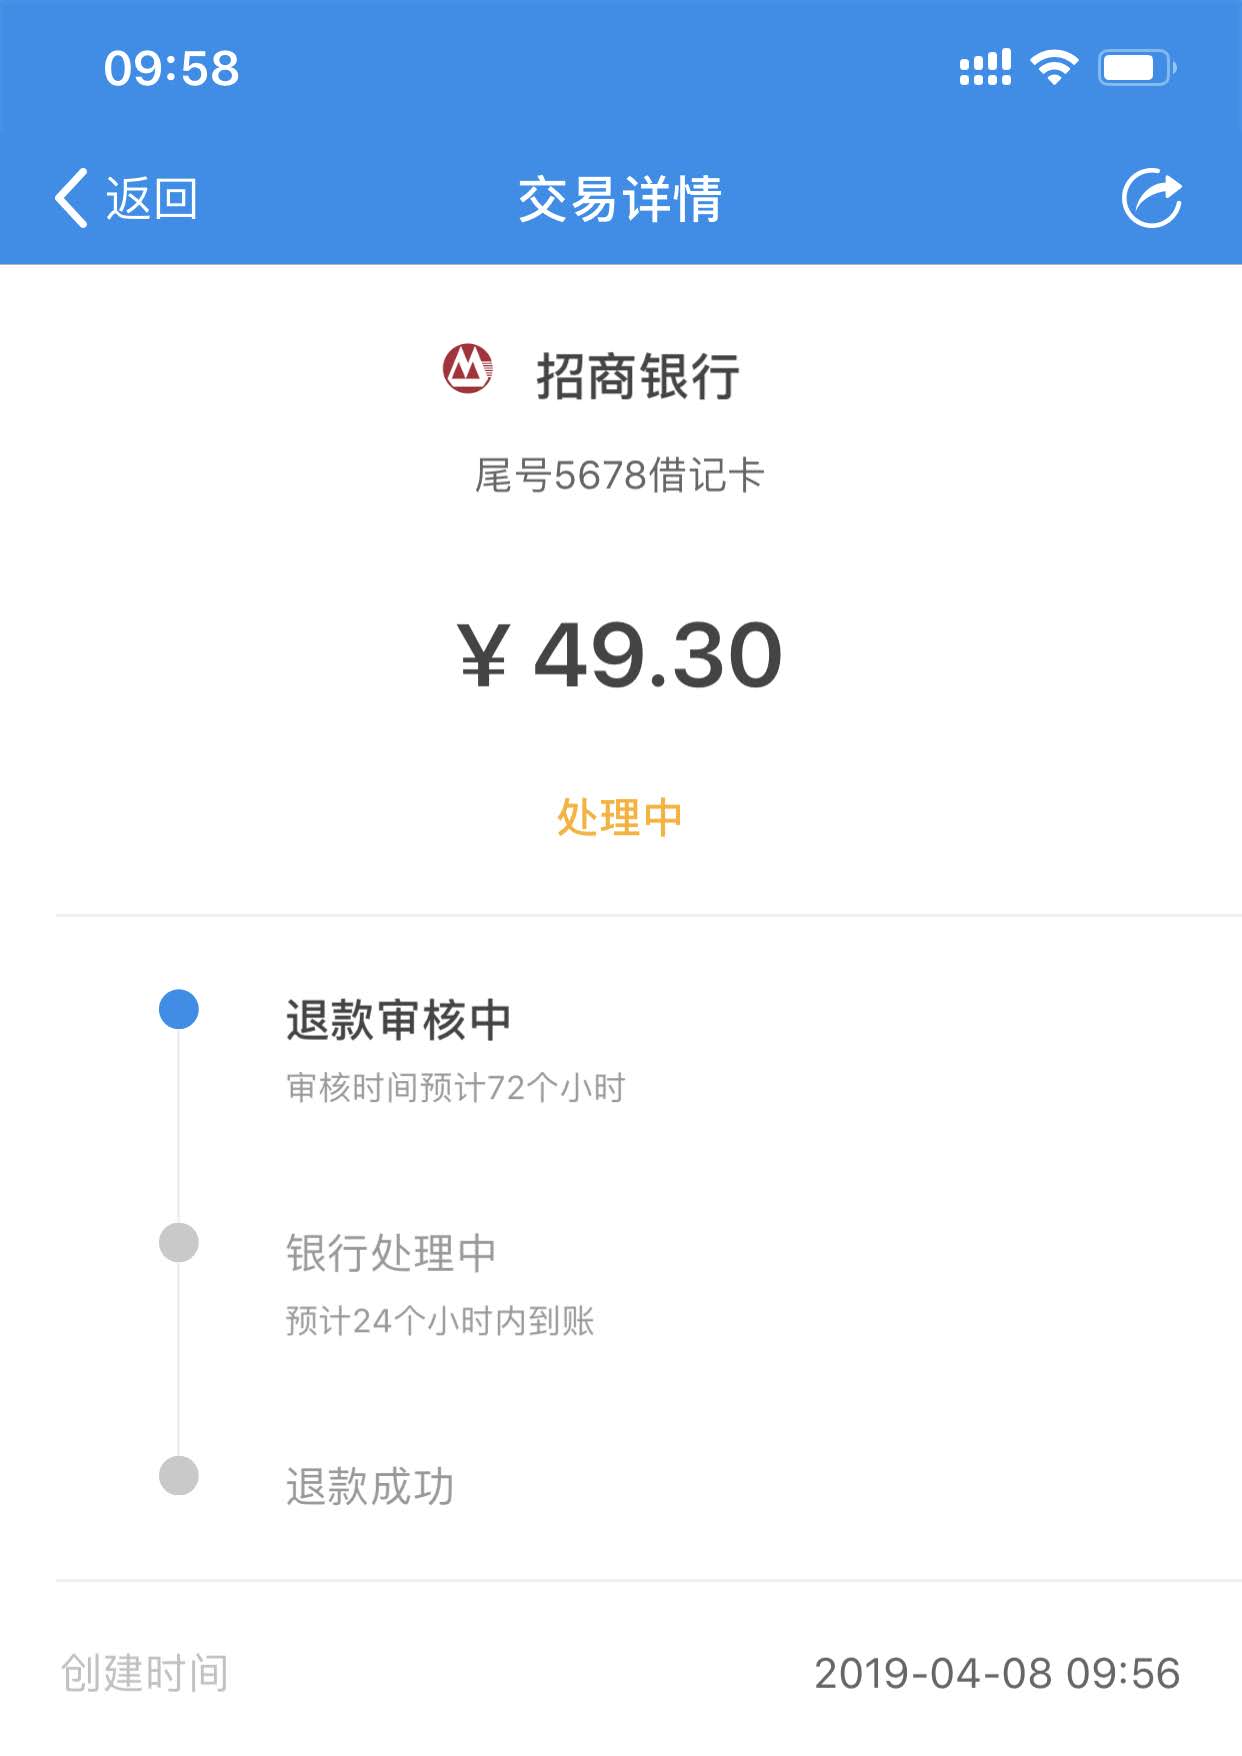 09:58
返回
交易详情
招商银行
尾号5678借记卡
¥ 49.30
处理中
退款审核中
审核时间预计72个小时
银行处理中
预计24个小时内到账
退款成功
创建时间
2019-04-08 09:56